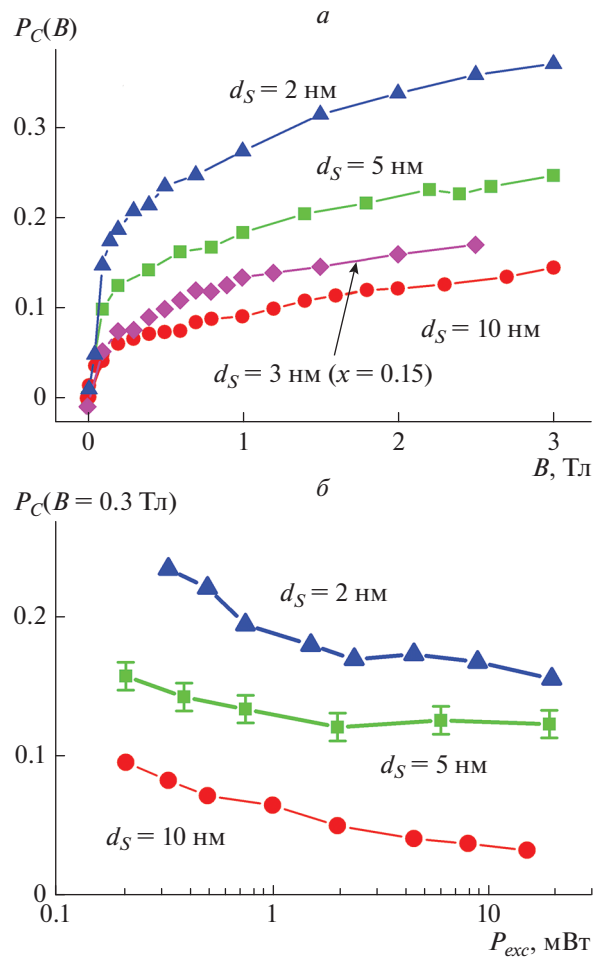 а
P_C(B)
d_S = 2 нм
0.3
d_S = 5 нм
0.2
0.1
d_S = 10 нм
d_S = 3 нм (x = 0.15)
0
0 1 2 3
B, Тл
б
P_C(B = 0.3 Тл)
d_S = 2 нм
0.2
0.1
d_S = 5 нм
d_S = 10 нм
0
0.1 1 10
P_exc, мВт